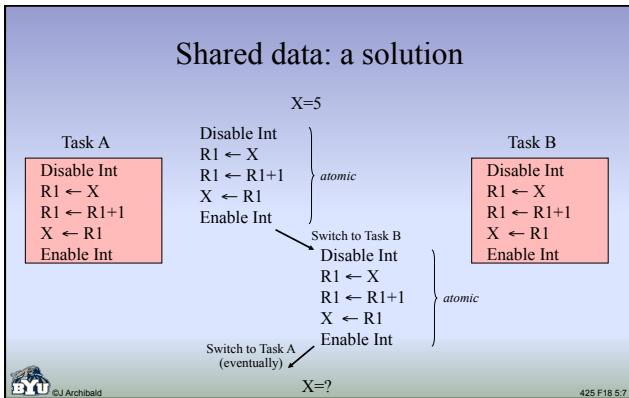 Shared data: a solution
X=5
Task A
Disable Int
R1 ← X
R1 ← R1+1
X ← R1
Enable Int
Disable Int
R1 ← X
R1 ← R1+1
X ← R1
Enable Int
atomic
Task B
Disable Int
R1 ← X
R1 ← R1+1
X ← R1
Enable Int
Switch to Task B
Disable Int
R1 ← X
R1 ← R1+1
X ← R1
Enable Int
atomic
Switch to Task A
(eventually)
X=?
BYU ©J Archibald
425 F18 5:7